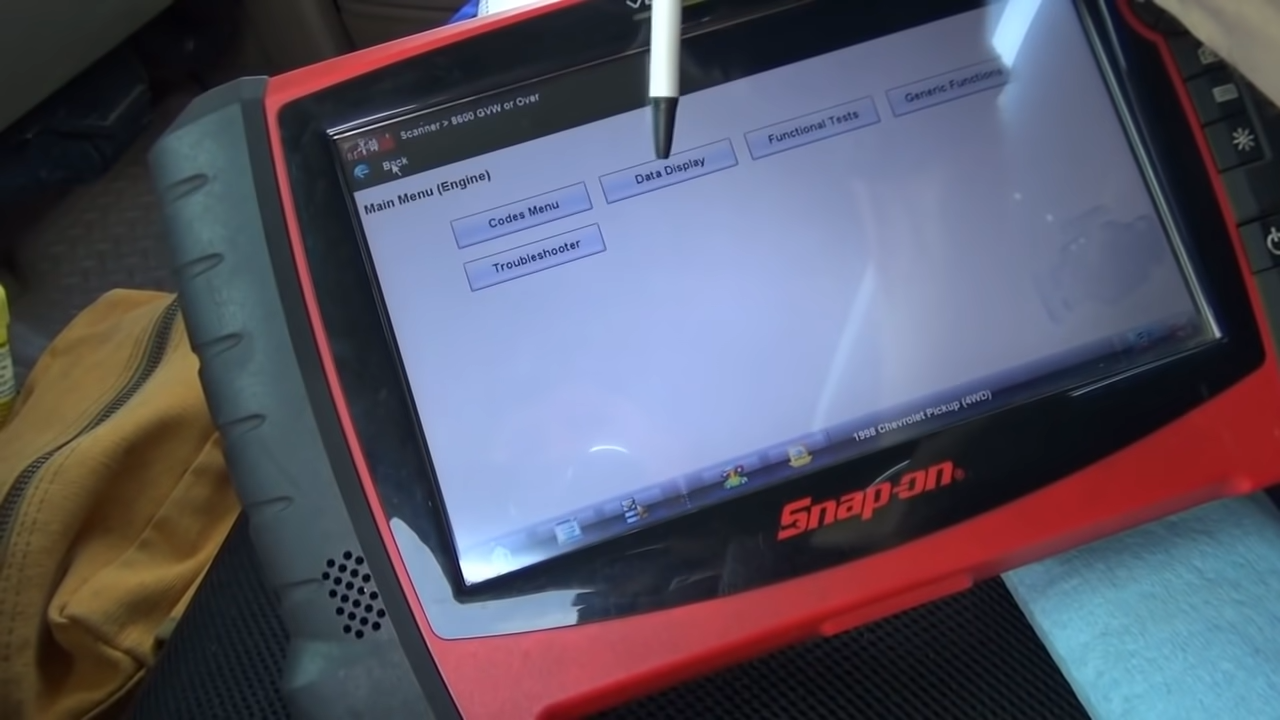 Scanner > 8600 GVW or Over
Back
Main Menu (Engine)
Codes Menu
Data Display
Functional Tests
Generic Functions
Troubleshooter
1998 Chevrolet Pickup (4WD)
Snap-on